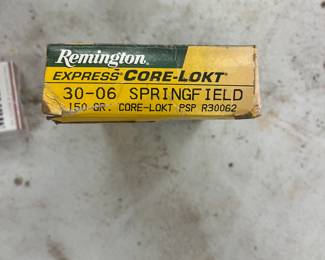 Remington®
EXPRESS® CORE-LOKT®
30-06 SPRINGFIELD
150 GR. CORE-LOKT PSP R30062